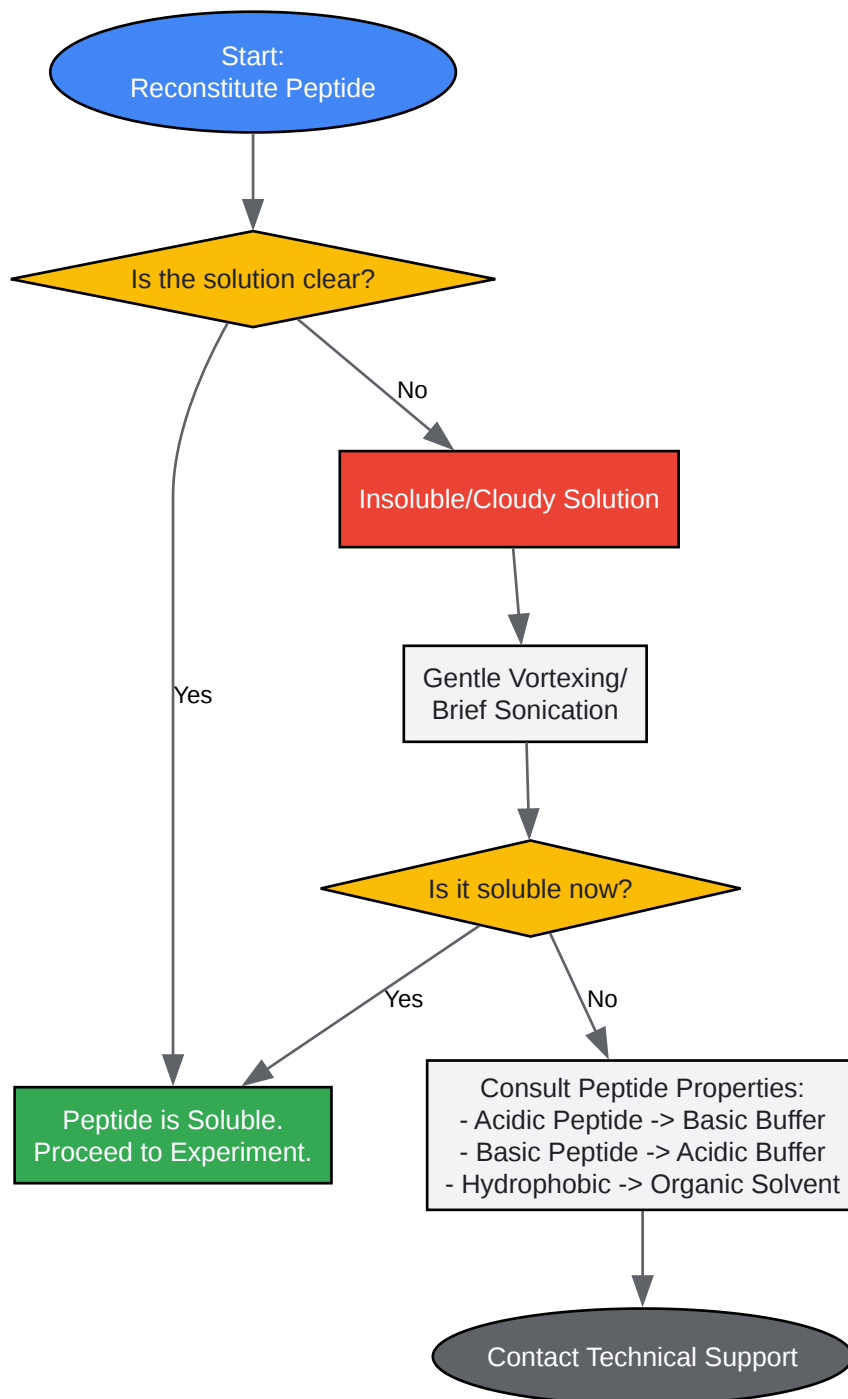 Start:
Reconstitute Peptide
Is the solution clear?
No
Insoluble/Cloudy Solution
Gentle Vortexing/
Brief Sonication
Yes
Is it soluble now?
Yes
No
Peptide is Soluble.
Proceed to Experiment.
Consult Peptide Properties:
- Acidic Peptide -> Basic Buffer
- Basic Peptide -> Acidic Buffer
- Hydrophobic -> Organic Solvent
Contact Technical Support